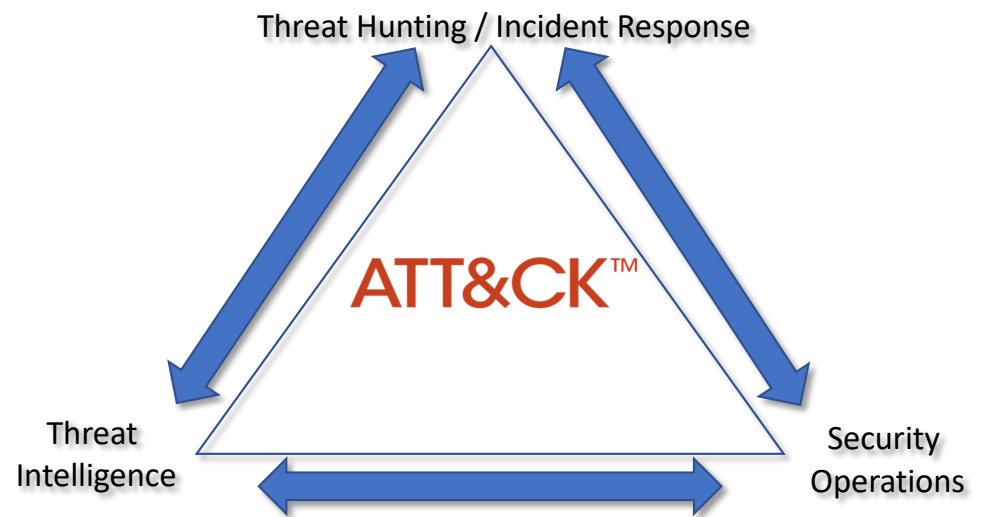 Threat Hunting / Incident Response
ATT&CK™
Threat
Intelligence
Security
Operations